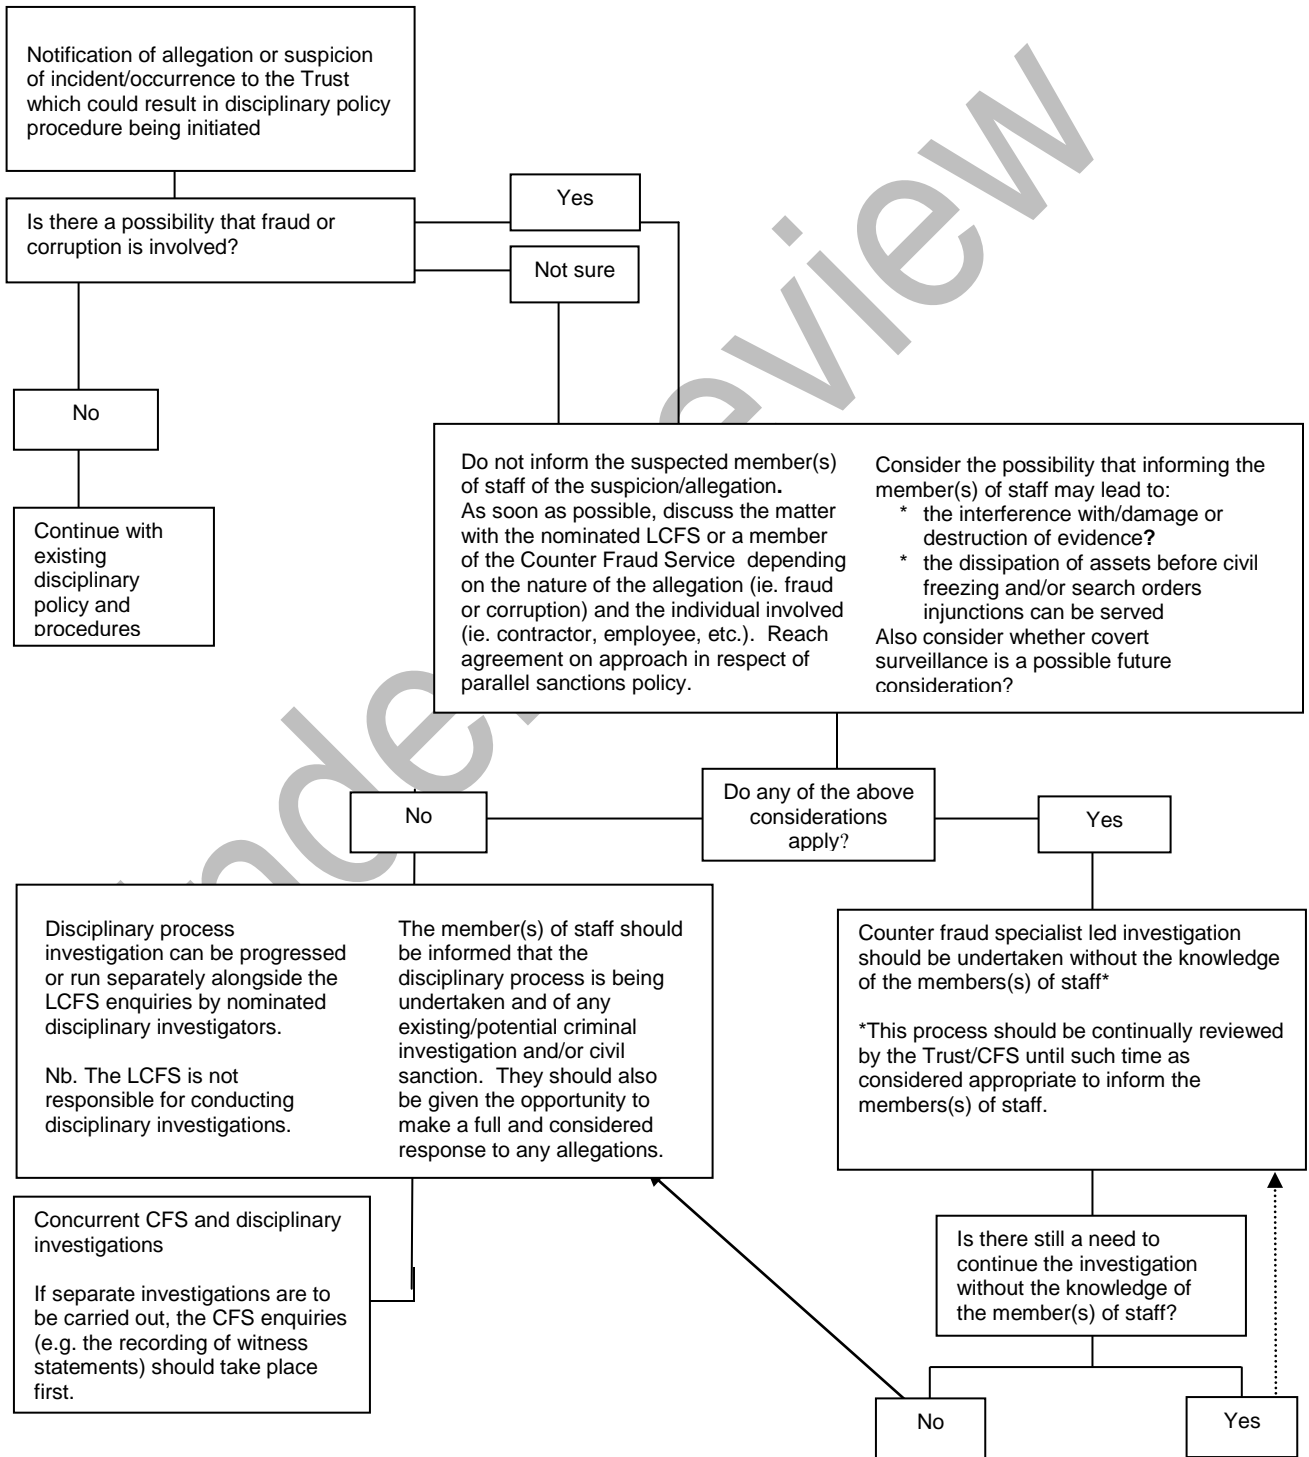 Notification of allegation or suspicion
of incident/occurrence to the Trust
which could result in disciplinary policy
procedure being initiated
Is there a possibility that fraud or
corruption is involved?
Yes
Not sure
No
Continue with
existing
disciplinary
policy and
procedures
Do not inform the suspected member(s)
of staff of the suspicion/allegation.
As soon as possible, discuss the matter
with the nominated LCFS or a member
of the Counter Fraud Service depending
on the nature of the allegation (ie. fraud
or corruption) and the individual involved
(ie. contractor, employee, etc.). Reach
agreement on approach in respect of
parallel sanctions policy.
Consider the possibility that informing the
member(s) of staff may lead to:
* the interference with/damage or
destruction of evidence?
* the dissipation of assets before civil
freezing and/or search orders
injunctions can be served
Also consider whether covert
surveillance is a possible future
consideration?
Do any of the above
considerations
apply?
No
Yes
Disciplinary process
investigation can be progressed
or run separately alongside the
LCFS enquiries by nominated
disciplinary investigators.
Nb. The LCFS is not
responsible for conducting
disciplinary investigations.
The member(s) of staff should
be informed that the
disciplinary process is being
undertaken and of any
existing/potential criminal
investigation and/or civil
sanction. They should also
be given the opportunity to
make a full and considered
response to any allegations.
Counter fraud specialist led investigation
should be undertaken without the knowledge
of the members(s) of staff*
*This process should be continually reviewed
by the Trust/CFS until such time as
considered appropriate to inform the
members(s) of staff.
Concurrent CFS and disciplinary
investigations
If separate investigations are to
be carried out, the CFS enquiries
(e.g. the recording of witness
statements) should take place
first.
Is there still a need to
continue the investigation
without the knowledge of
the member(s) of staff?
No
Yes